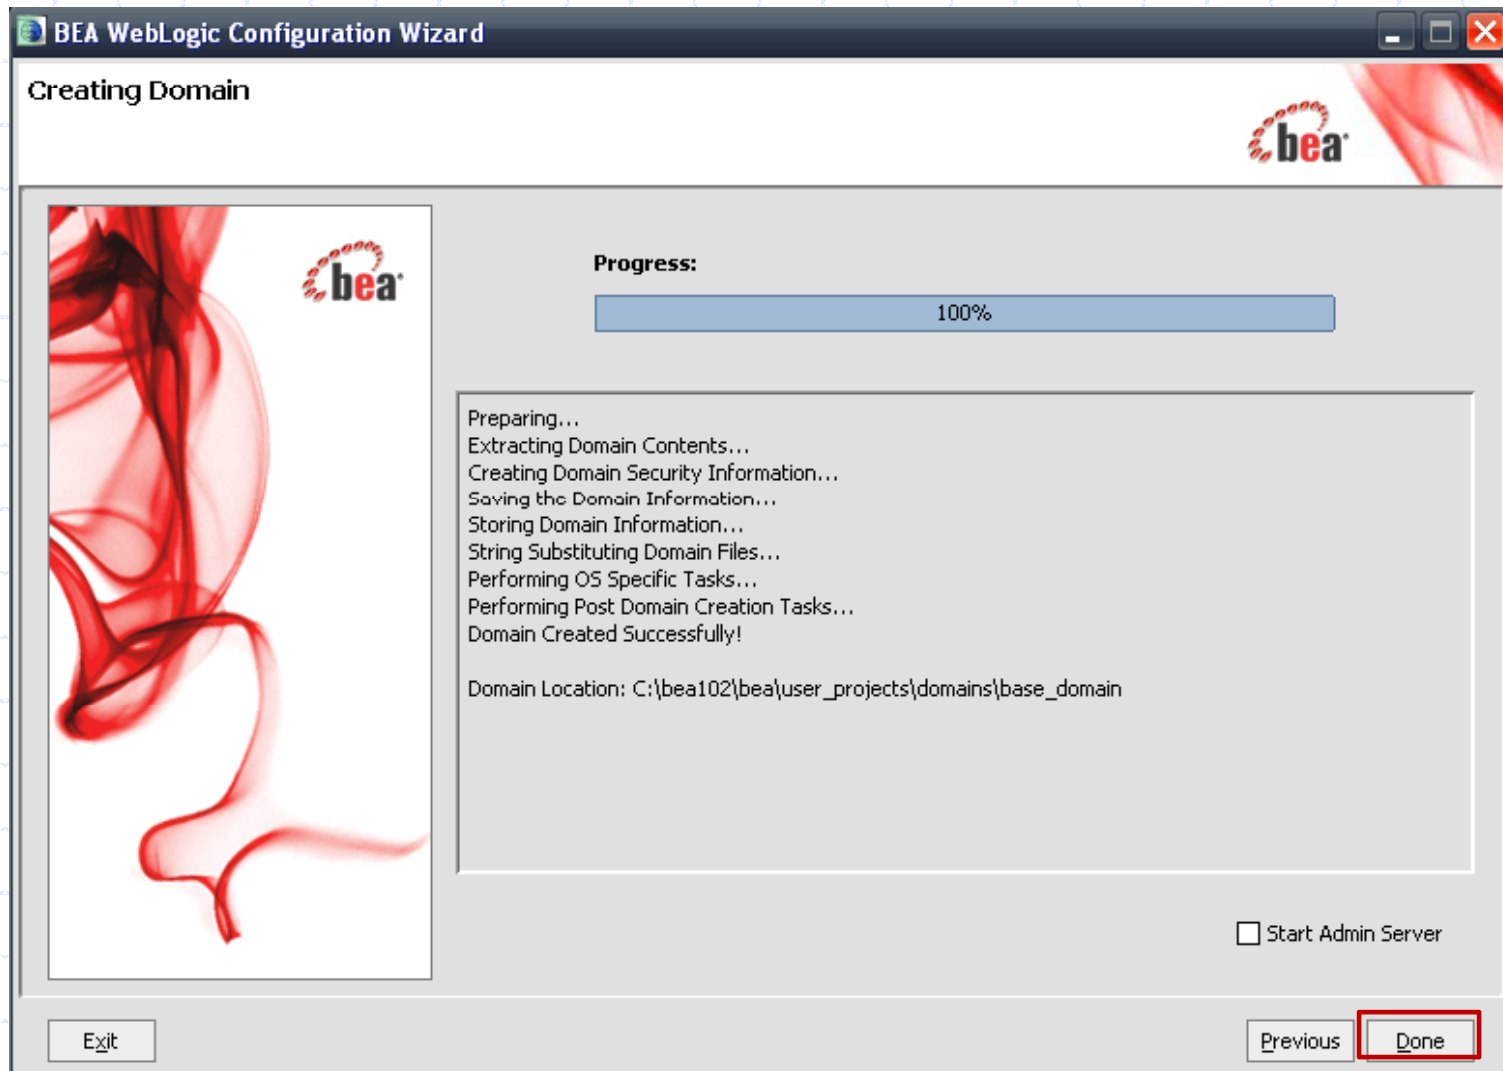 BEA WebLogic Configuration Wizard
Creating Domain
bea
bea
Progress:
100%
Preparing...
Extracting Domain Contents...
Creating Domain Security Information...
Saving the Domain Information...
Storing Domain Information...
String Substituting Domain Files...
Performing OS Specific Tasks...
Performing Post Domain Creation Tasks...
Domain Created Successfully!
Domain Location: C:\bea102\bea\user_projects\domains\base_domain
Start Admin Server
Exit
Previous
Done